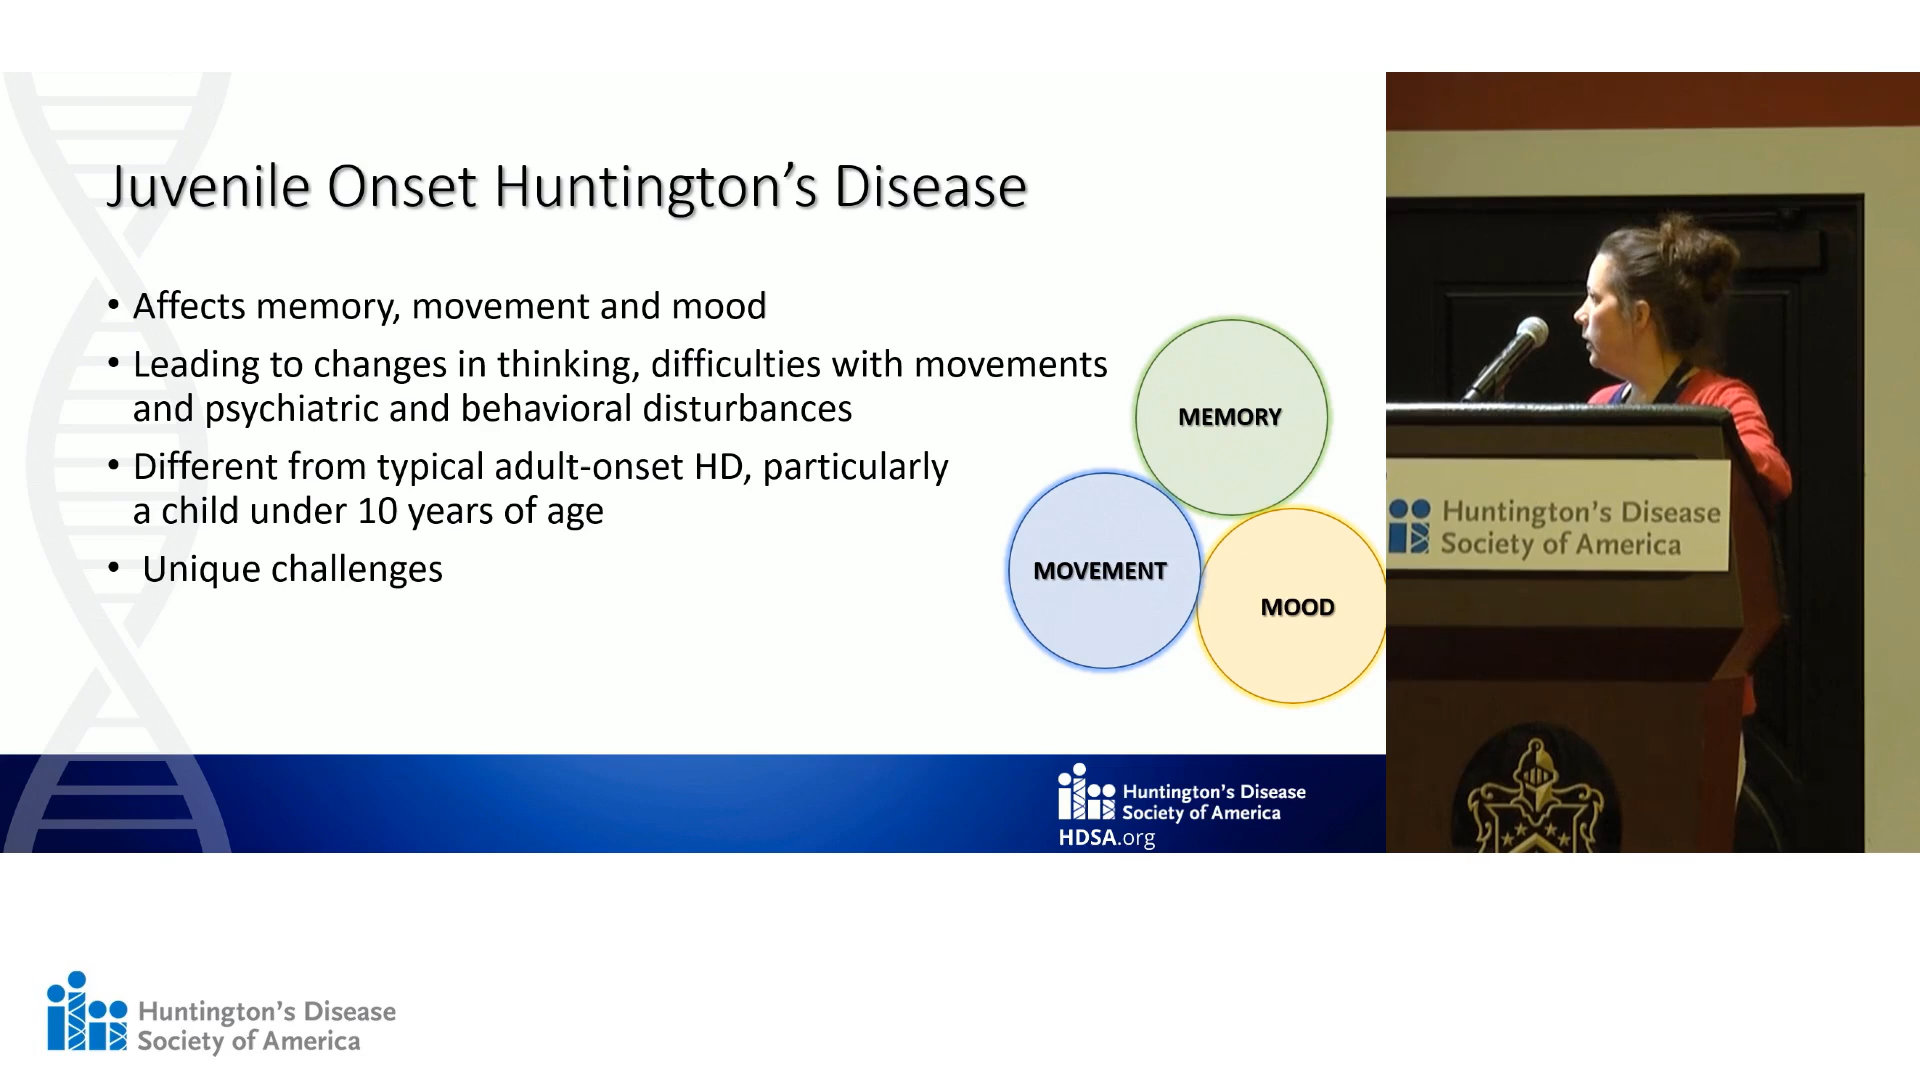 Juvenile Onset Huntington’s Disease
• Affects memory, movement and mood
• Leading to changes in thinking, difficulties with movements
and psychiatric and behavioral disturbances
• Different from typical adult-onset HD, particularly
a child under 10 years of age
• Unique challenges
MEMORY
MOVEMENT
MOOD
Huntington’s Disease
Society of America
HDSA.org
Huntington’s Disease
Society of America
Huntington’s Disease
Society of America